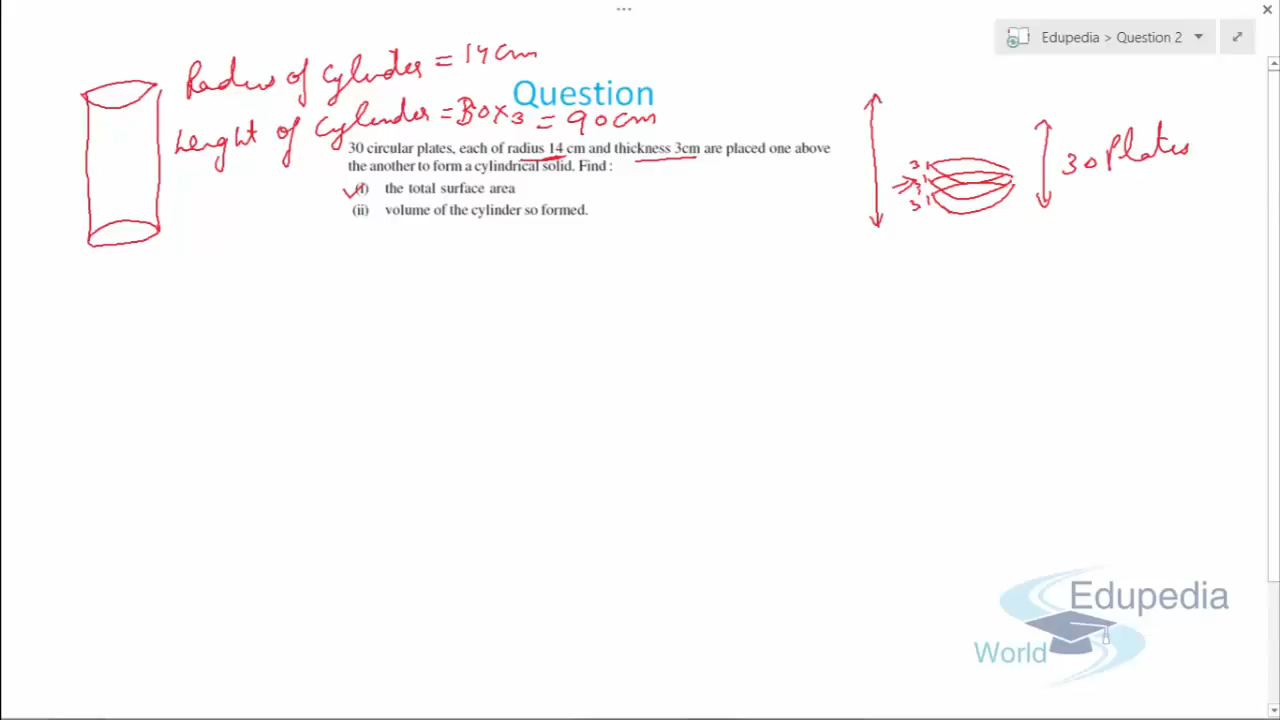 Edupedia > Question 2
Radius of Cylinder = 14 cm
Question
Lenght of Cylinder = 30 x 3 = 90 cm
30 circular plates, each of radius 14 cm and thickness 3cm are placed one above
the another to form a cylindrical solid. Find :
(i) the total surface area
(ii) volume of the cylinder so formed.
3
3
3
30 Plates
Edupedia
World